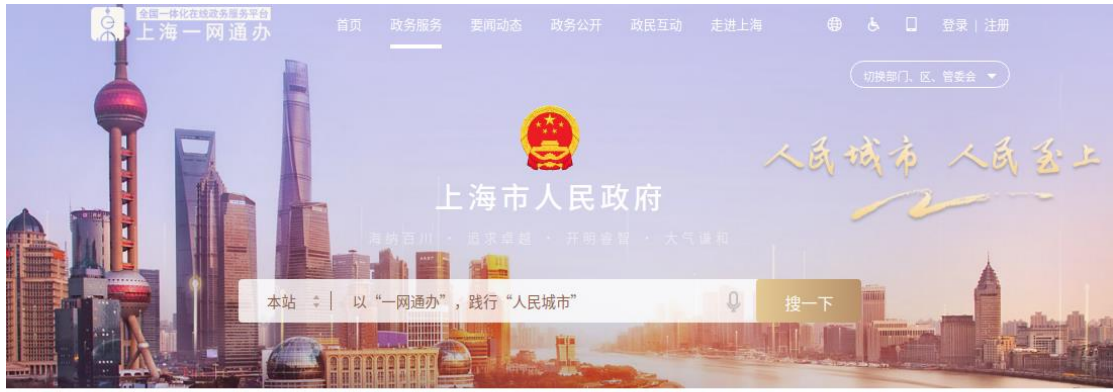 全国一体化在线政务服务平台
上海一网通办
首页 政务服务 要闻动态 政务公开 政民互动 走进上海 登录 | 注册
切换部门、区、管委会
人民城市 人民至上
上海市人民政府
海纳百川 · 追求卓越 · 开明睿智 · 大气谦和
本站 以“一网通办”,践行“人民城市” 搜一下